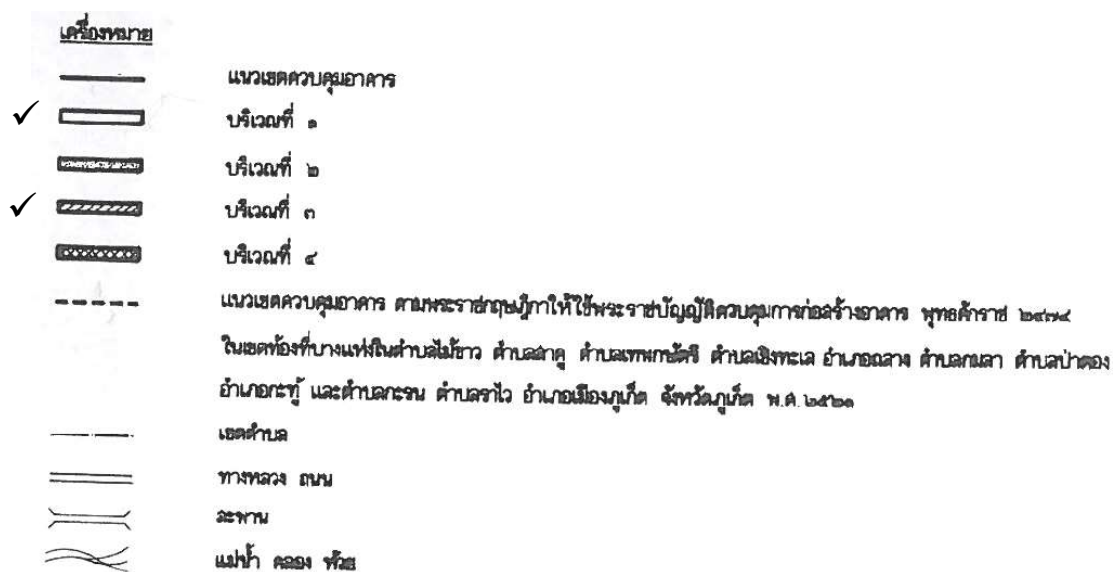 เครื่องหมาย
แนวเขตควบคุมอาคาร
บริเวณที่ ๑
บริเวณที่ ๒
บริเวณที่ ๓
บริเวณที่ ๔
แนวเขตควบคุมอาคาร ตามพระราชกฤษฎีกาให้ใช้พระราชบัญญัติควบคุมการก่อสร้างอาคาร พุทธศักราช ๒๔๗๙
ในเขตท้องที่บางแห่งในตำบลไม้ขาว ตำบลสาคู ตำบลเทพกษัตรี ตำบลเชิงทะเล อำเภอถลาง ตำบลกมลา ตำบลป่าตอง
อำเภอกะทู้ และตำบลกะรน ตำบลราไว อำเภอเมืองภูเก็ต จังหวัดภูเก็ต พ.ศ.๒๕๒๑
เขตตำบล
ทางหลวง ถนน
สะพาน
แม่น้ำ คลอง ห้วย